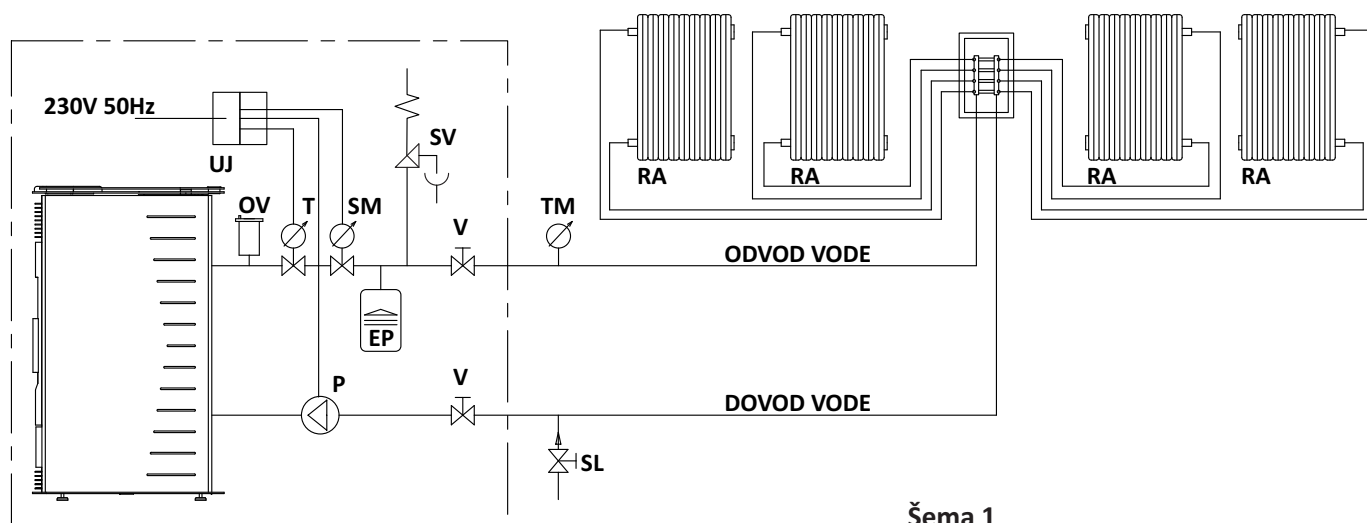 230V 50Hz
UJ
SV
RA
RA
RA
RA
OV
T
SM
V
TM
ODVOD VODE
EP
P
V
DOVOD VODE
SL
Šema 1